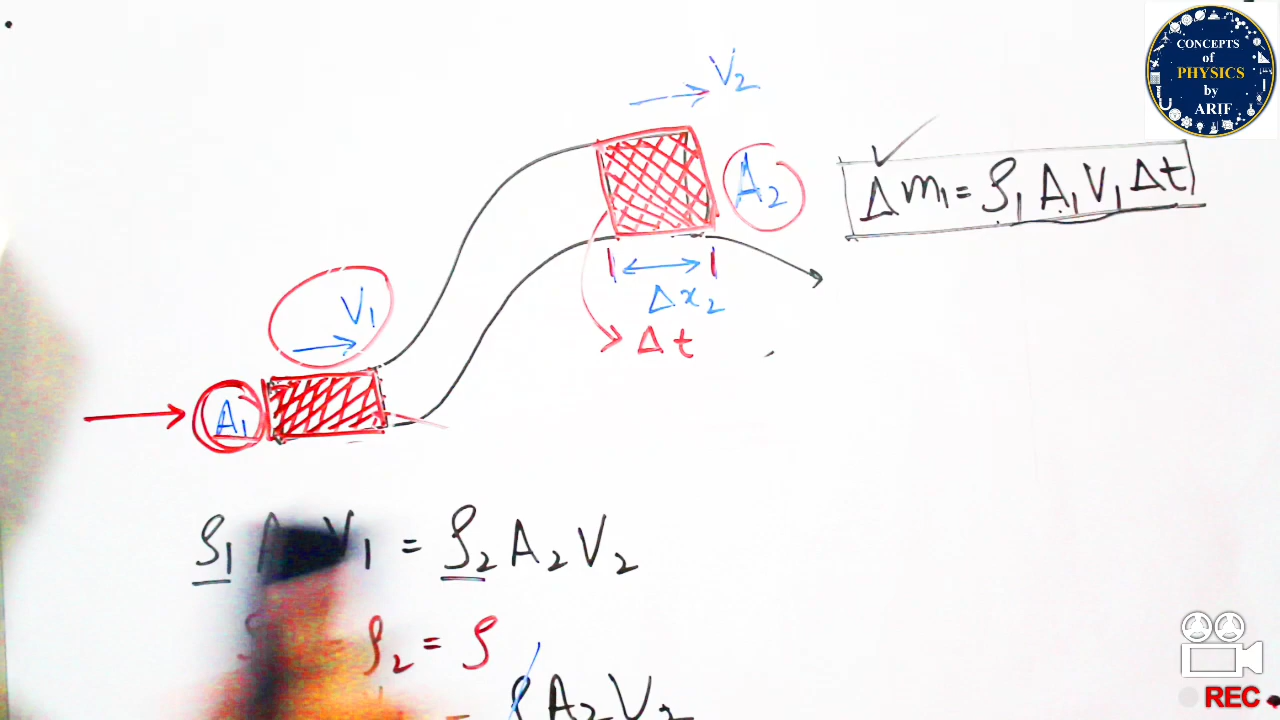 CONCEPTS
of
PHYSICS
by
ARIF
V₂
A₂
Δm₁ = ρ₁ A₁ V₁ Δt
Δx₂
Δt
V₁
A₁
ρ₁ V₁ = ρ₂ A₂ V₂
ρ₂ = ρ
= ρ A₂ V₂
REC